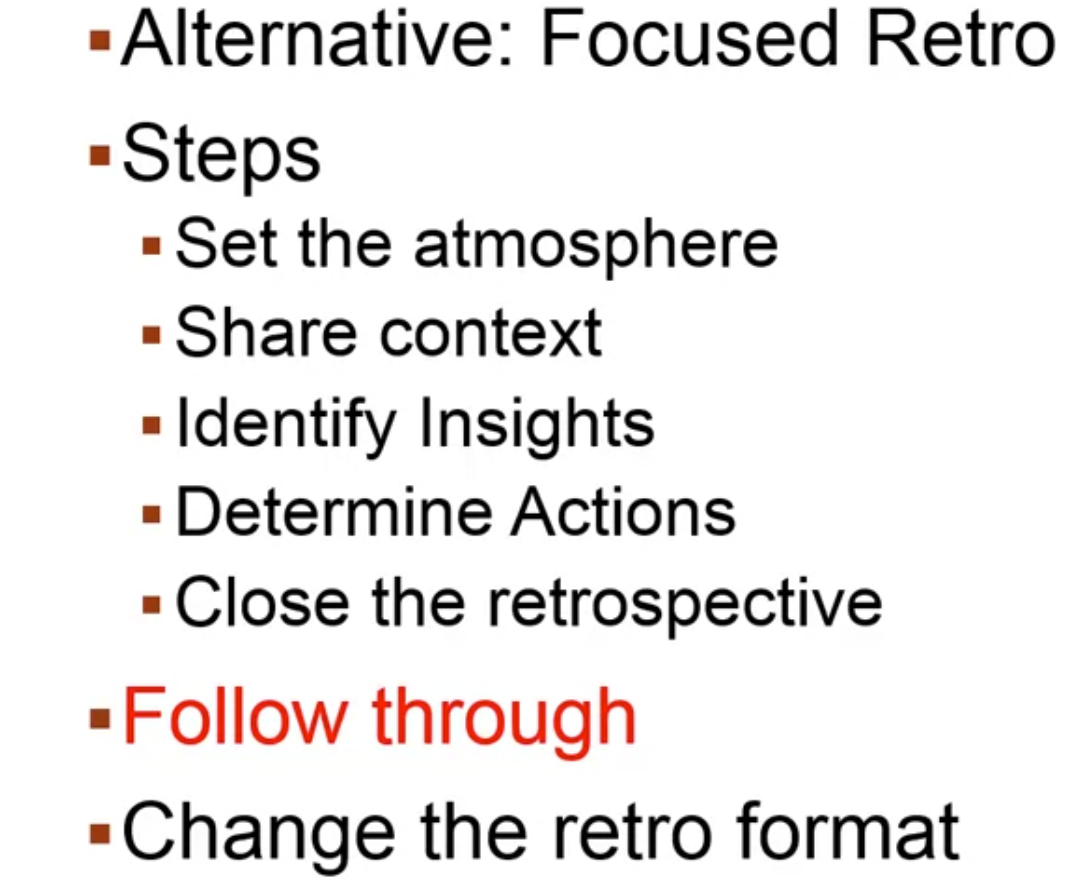 ▪Alternative: Focused Retro
▪Steps
▪Set the atmosphere
▪Share context
▪Identify Insights
▪Determine Actions
▪Close the retrospective
▪Follow through
▪Change the retro format